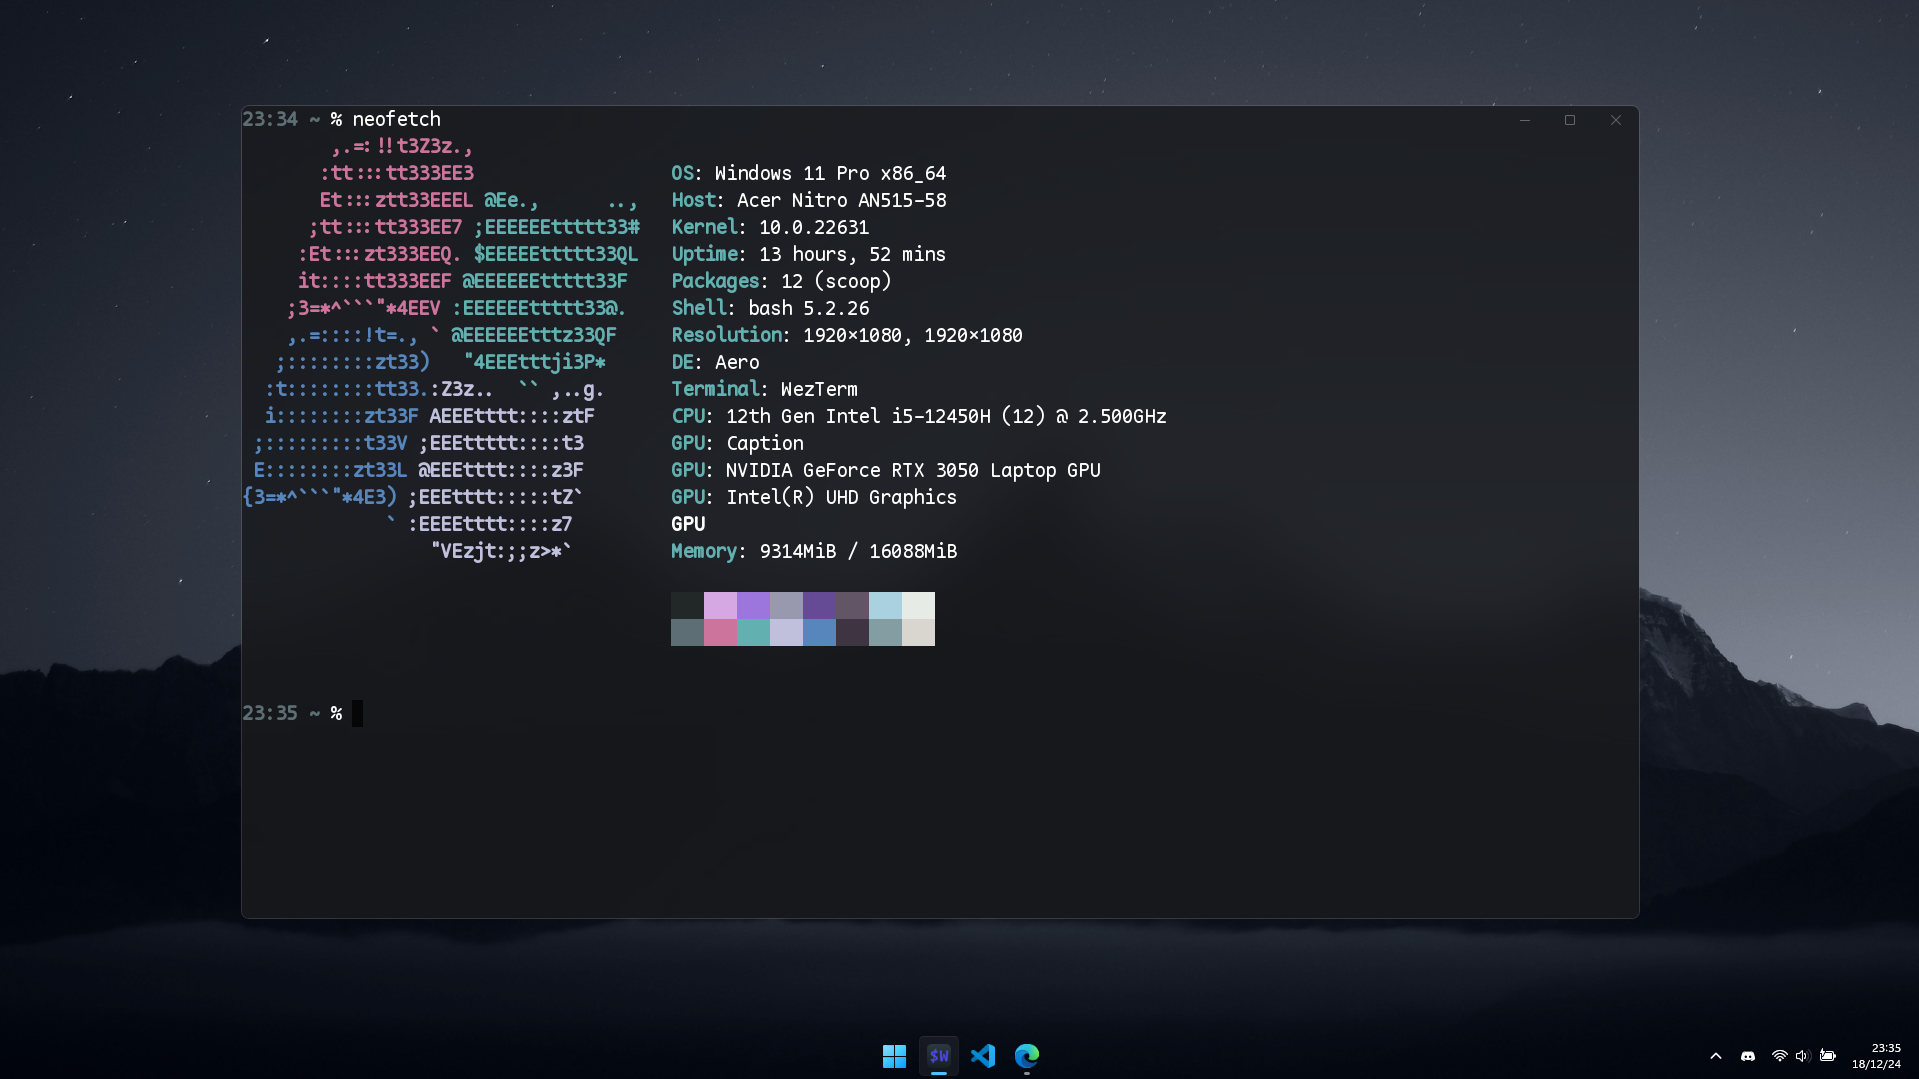 23:34 ~ % neofetch
,.=:!!t3Z3z.,
:tt:::tt333EE3
OS: Windows 11 Pro x86_64
Et:::ztt33EEEL @Ee.,      ..,
Host: Acer Nitro AN515-58
;tt:::tt333EE7 ;EEEEEEttttt33#
Kernel: 10.0.22631
:Et:::zt333EEQ. $EEEEEttttt33QL
Uptime: 13 hours, 52 mins
it::::tt333EEF @EEEEEEttttt33F
Packages: 12 (scoop)
;3=*^```"*4EEV :EEEEEEttttt33@.
Shell: bash 5.2.26
,.=::::!t=., ` @EEEEEEtttz33QF
Resolution: 1920x1080, 1920x1080
;::::::::zt33)   "4EEEtttji3P*
DE: Aero
:t::::::::tt33.:Z3z..  `` ,..g.
Terminal: WezTerm
i::::::::zt33F AEEEtttt::::ztF
CPU: 12th Gen Intel i5-12450H (12) @ 2.500GHz
;:::::::::t33V ;EEEttttt::::t3
GPU: Caption
E::::::::zt33L @EEEtttt::::z3F
GPU: NVIDIA GeForce RTX 3050 Laptop GPU
{3=*^```"*4E3) ;EEEtttt:::::tZ`
GPU: Intel(R) UHD Graphics
` :EEEEtttt::::z7
GPU
"VEzjt:;;z>*`
Memory: 9314MiB / 16088MiB
23:35 ~ %
$W
23:35
18/12/24